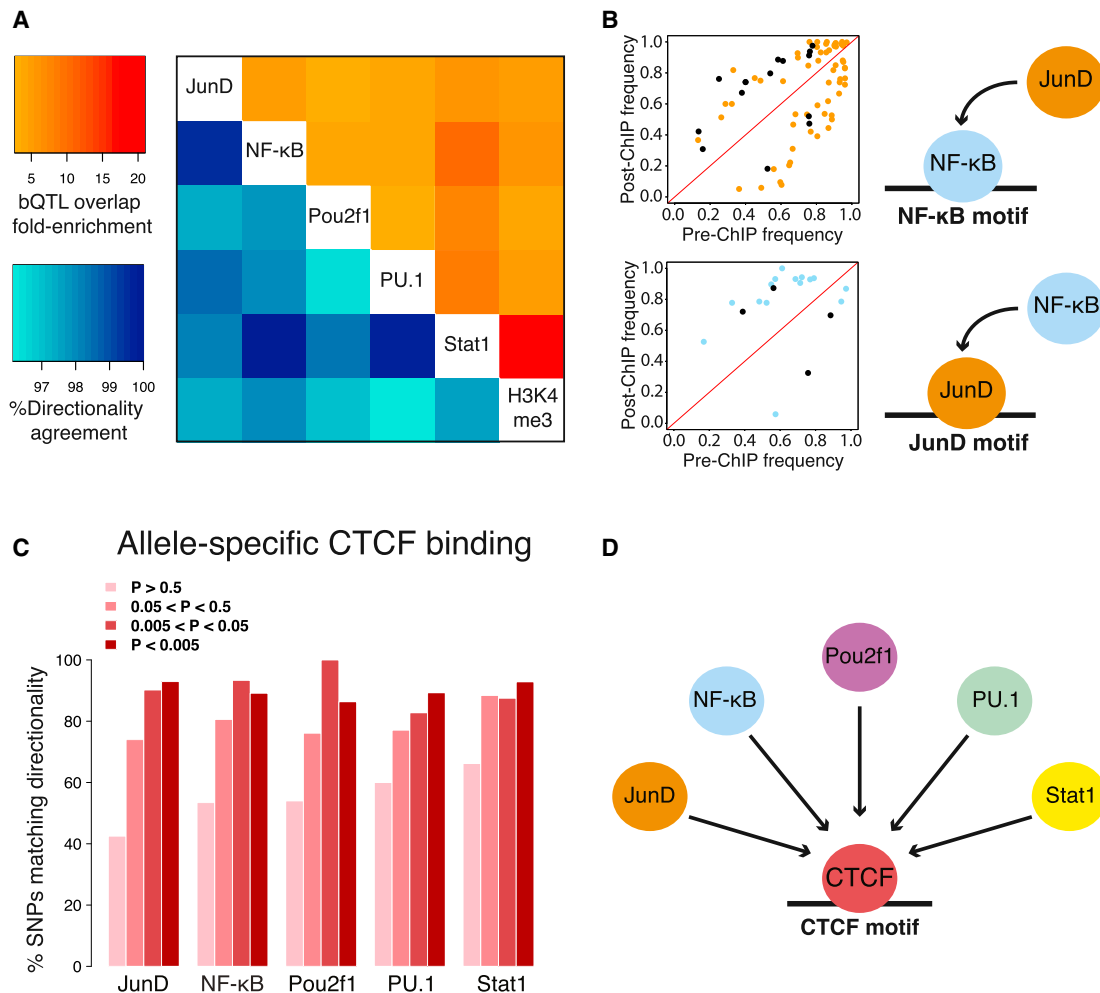 A
5 10 15 20
bQTL overlap
fold-enrichment
97 98 99 100
%Directionality
agreement
JunD
NF-κB
Pou2f1
PU.1
Stat1
H3K4
me3
B
Post-ChIP frequency
1.0
0.8
0.6
0.4
0.2
0.0
0.0 0.2 0.4 0.6 0.8 1.0
Pre-ChIP frequency
JunD
NF-κB
NF-κB motif
Post-ChIP frequency
1.0
0.8
0.6
0.4
0.2
0.0
0.0 0.2 0.4 0.6 0.8 1.0
Pre-ChIP frequency
NF-κB
JunD
JunD motif
C
Allele-specific CTCF binding
P > 0.5
0.05 < P < 0.5
0.005 < P < 0.05
P < 0.005
% SNPs matching directionality
100
80
60
40
20
0
JunD NF-κB Pou2f1 PU.1 Stat1
D
Pou2f1
NF-κB
PU.1
JunD
Stat1
CTCF
CTCF motif